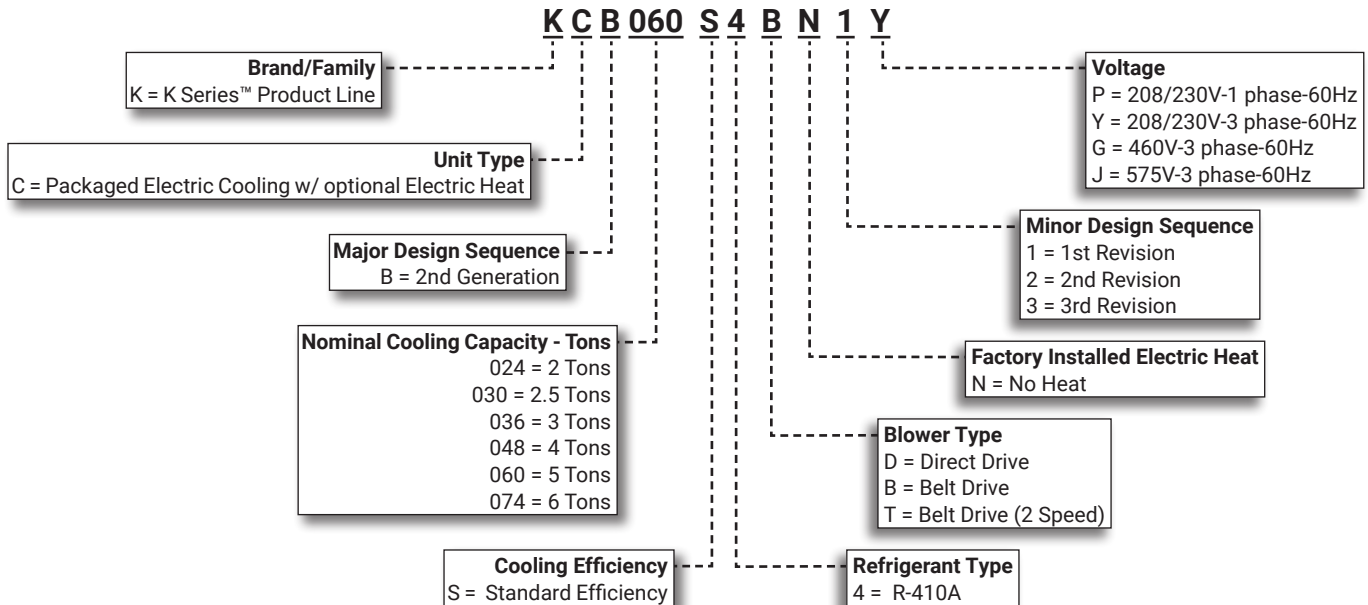 K C B 060 S 4 B N 1 Y
Brand/Family
K = K Series™ Product Line
Unit Type
C = Packaged Electric Cooling w/ optional Electric Heat
Major Design Sequence
B = 2nd Generation
Nominal Cooling Capacity - Tons
024 = 2 Tons
030 = 2.5 Tons
036 = 3 Tons
048 = 4 Tons
060 = 5 Tons
074 = 6 Tons
Cooling Efficiency
S = Standard Efficiency
Voltage
P = 208/230V-1 phase-60Hz
Y = 208/230V-3 phase-60Hz
G = 460V-3 phase-60Hz
J = 575V-3 phase-60Hz
Minor Design Sequence
1 = 1st Revision
2 = 2nd Revision
3 = 3rd Revision
Factory Installed Electric Heat
N = No Heat
Blower Type
D = Direct Drive
B = Belt Drive
T = Belt Drive (2 Speed)
Refrigerant Type
4 = R-410A